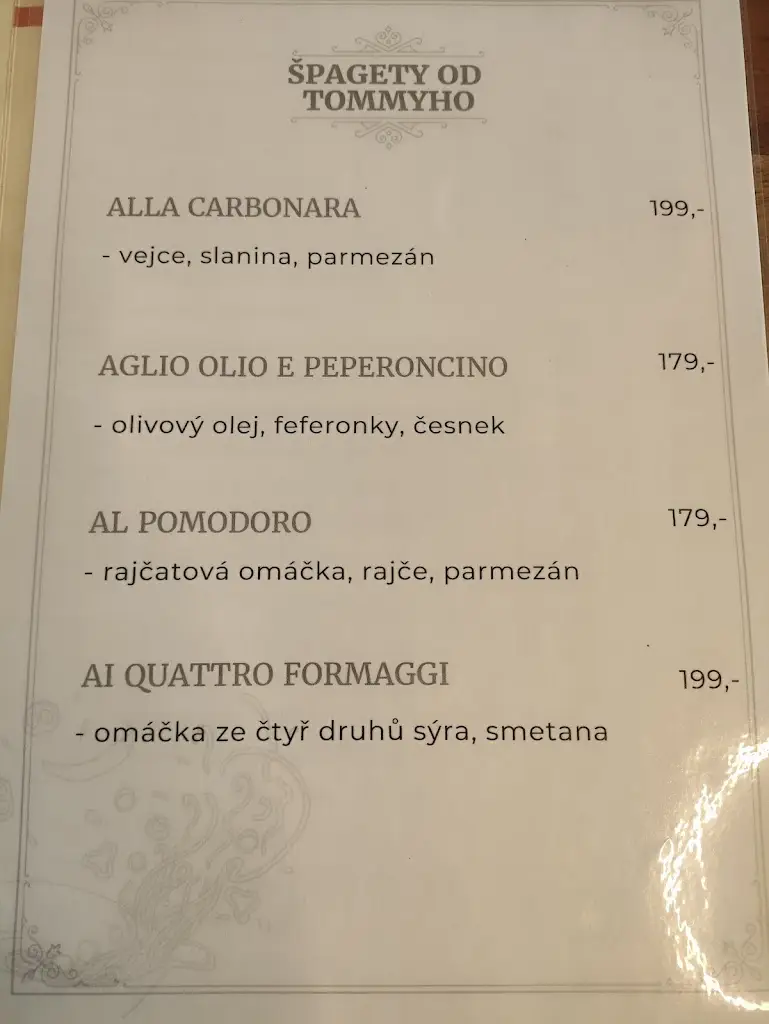 ŠPAGETY OD
TOMMYHO
ALLA CARBONARA 199,-
- vejce, slanina, parmezán
AGLIO OLIO E PEPERONCINO 179,-
- olivový olej, feferonky, česnek
AL POMODORO 179,-
- rajčatová omáčka, rajče, parmezán
AI QUATTRO FORMAGGI 199,-
- omáčka ze čtyř druhů sýra, smetana